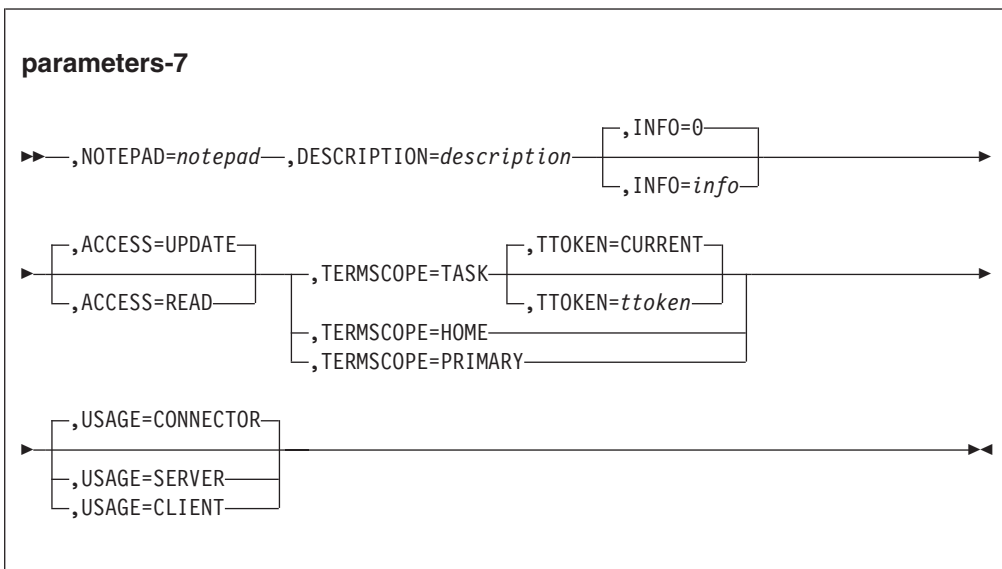 parameters-7
,INFO=0
,NOTEPAD=notepad ,DESCRIPTION=description
,INFO=info
,ACCESS=UPDATE ,TTOKEN=CURRENT
,TERMSCOPE=TASK
,ACCESS=READ ,TTOKEN=ttoken
,TERMSCOPE=HOME
,TERMSCOPE=PRIMARY
,USAGE=CONNECTOR
,USAGE=SERVER
,USAGE=CLIENT